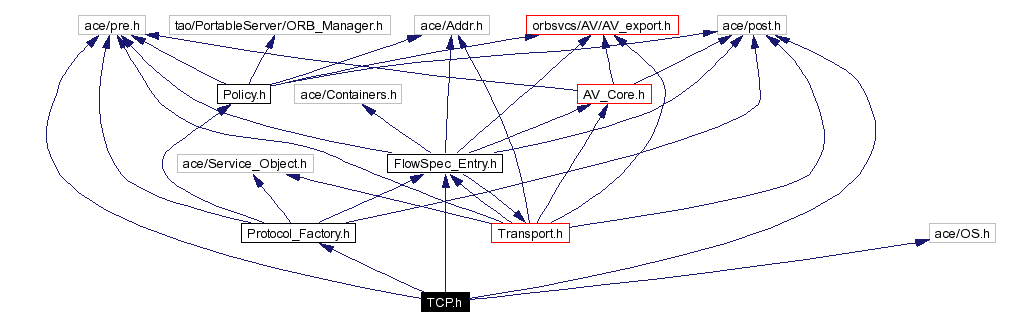 ace/pre.h
tao/PortableServer/ORB_Manager.h
ace/Addr.h
orbsvcs/AV/AV_export.h
ace/post.h
Policy.h
ace/Containers.h
AV_Core.h
ace/Service_Object.h
FlowSpec_Entry.h
Protocol_Factory.h
Transport.h
ace/OS.h
TCP.h